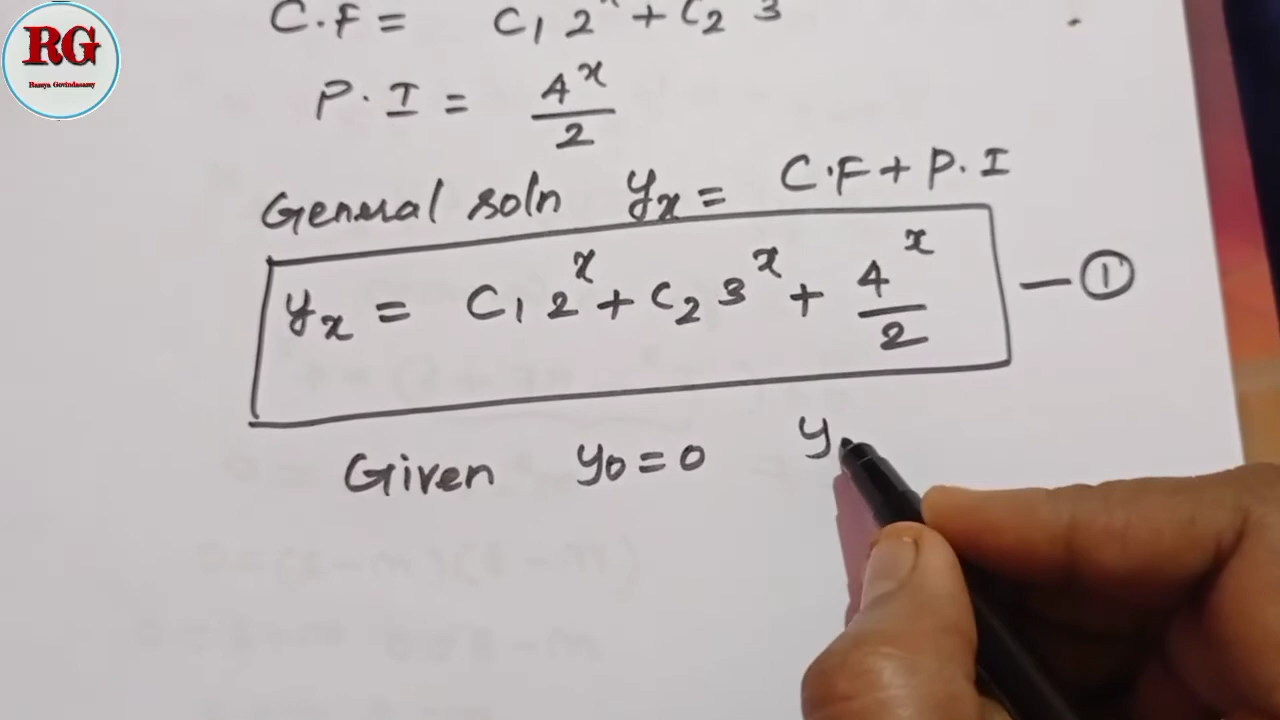 RG
Ramya Govindasamy
C.F = C₁ 2ˣ + C₂ 3
P.I = 4ˣ/2
General soln yₓ = C.F + P.I
yₓ = C₁ 2ˣ + C₂ 3ˣ + 4ˣ/2 — ①
Given y₀ = 0 y